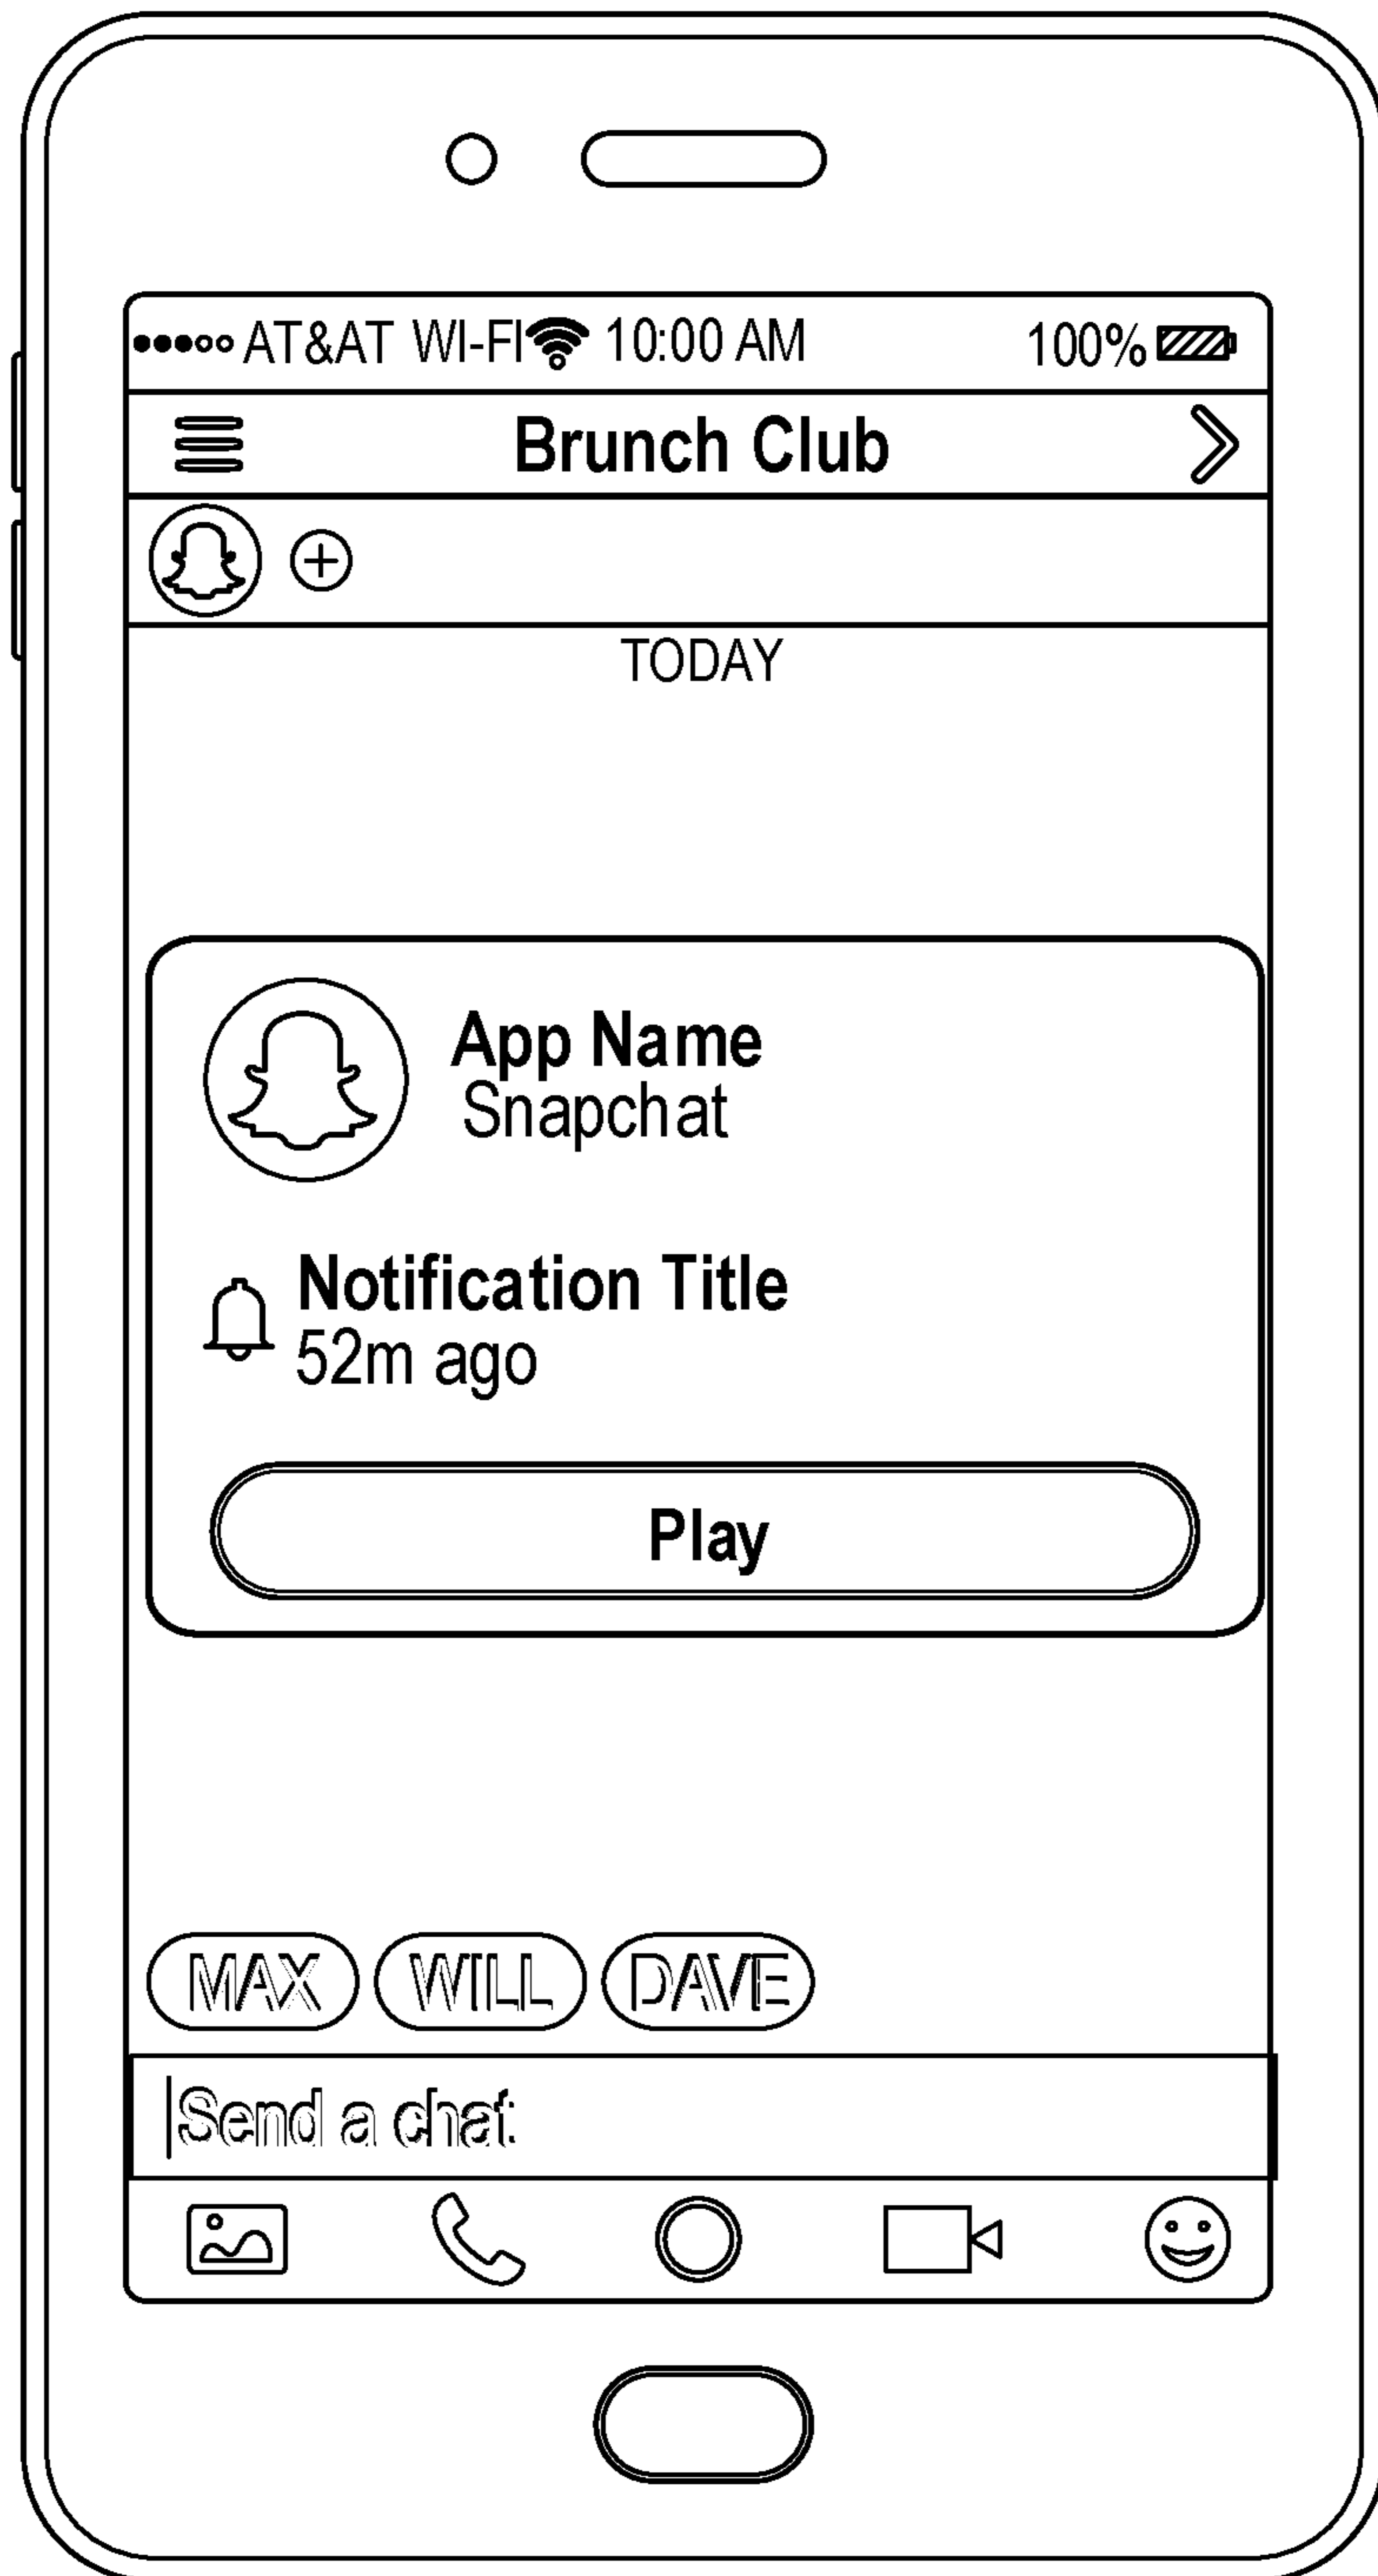 AT&AT WI-FI 10:00 AM 100%
Brunch Club
TODAY
App Name
Snapchat
Notification Title
52m ago
Play
MAX WILL DAVE
Send a chat